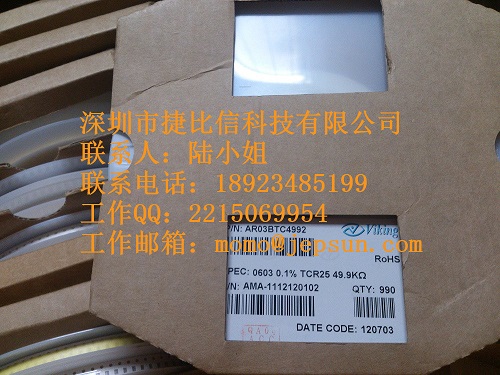 深圳市捷比信科技有限公司
联系人：陆小姐
联系电话：18923485199
工作QQ：2215069954
工作邮箱：momo@jepsun.com
/N: AR03BTC4992
Viking
RoHS
PEC: 0603 0.1% TCR25 49.9KΩ
/N: AMA-1112120102 QTY: 990
DATE CODE: 120703